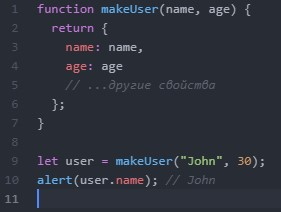 1 function makeUser(name, age) {
2   return {
3     name: name,
4     age: age
5     // ...другие свойства
6   };
7 }
8
9 let user = makeUser("John", 30);
10 alert(user.name); // John
11